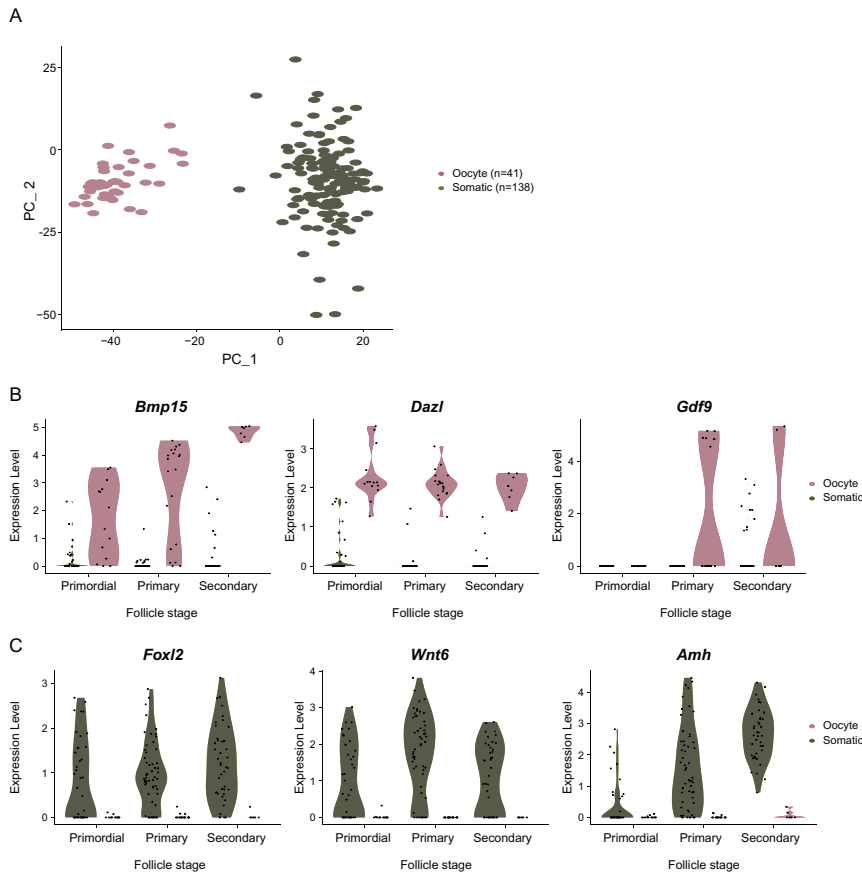 A
25
0
−25
−50
PC_ 2
−40
−20
0
20
PC_1
Oocyte (n=41)
Somatic (n=138)
B
Bmp15
Dazl
Gdf9
Expression Level
5
4
3
2
1
0
Primordial
Primary
Secondary
Follicle stage
Expression Level
3
2
1
0
Primordial
Primary
Secondary
Follicle stage
Expression Level
4
2
0
Primordial
Primary
Secondary
Follicle stage
Oocyte
Somatic
C
Foxl2
Wnt6
Amh
Expression Level
3
2
1
0
Primordial
Primary
Secondary
Follicle stage
Expression Level
4
3
2
1
0
Primordial
Primary
Secondary
Follicle stage
Expression Level
4
3
2
1
0
Primordial
Primary
Secondary
Follicle stage
Oocyte
Somatic